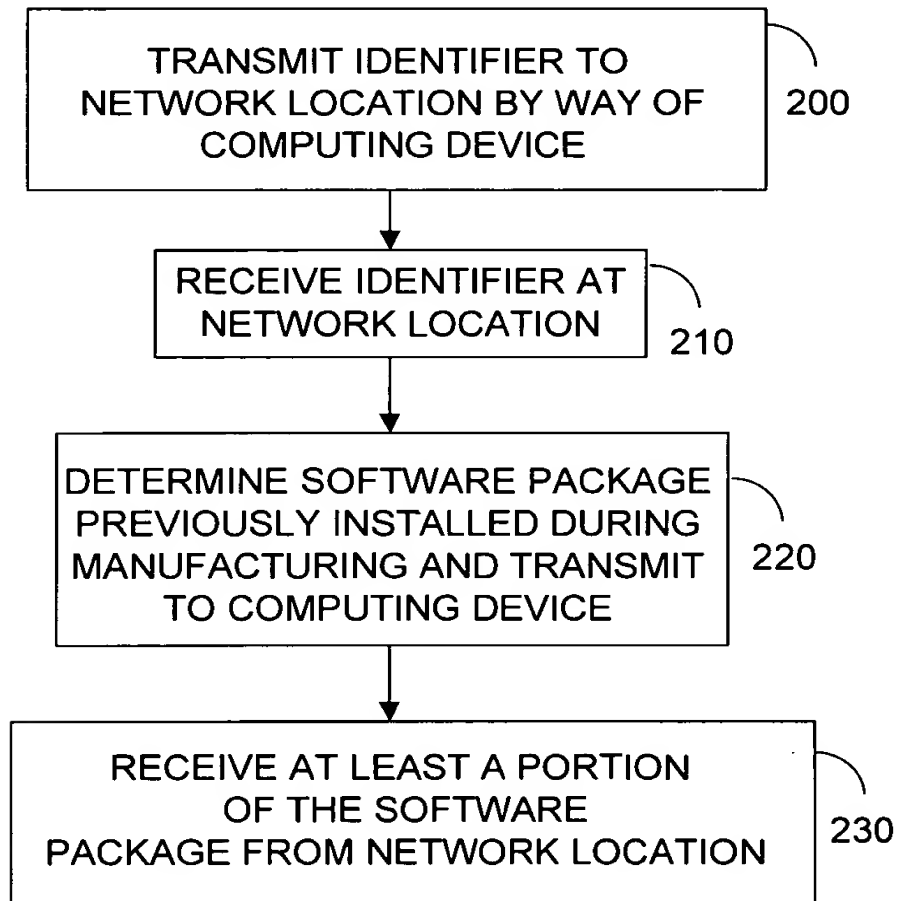 TRANSMIT IDENTIFIER TO
NETWORK LOCATION BY WAY OF
COMPUTING DEVICE
200
RECEIVE IDENTIFIER AT
NETWORK LOCATION
210
DETERMINE SOFTWARE PACKAGE
PREVIOUSLY INSTALLED DURING
MANUFACTURING AND TRANSMIT
TO COMPUTING DEVICE
220
RECEIVE AT LEAST A PORTION
OF THE SOFTWARE
PACKAGE FROM NETWORK LOCATION
230